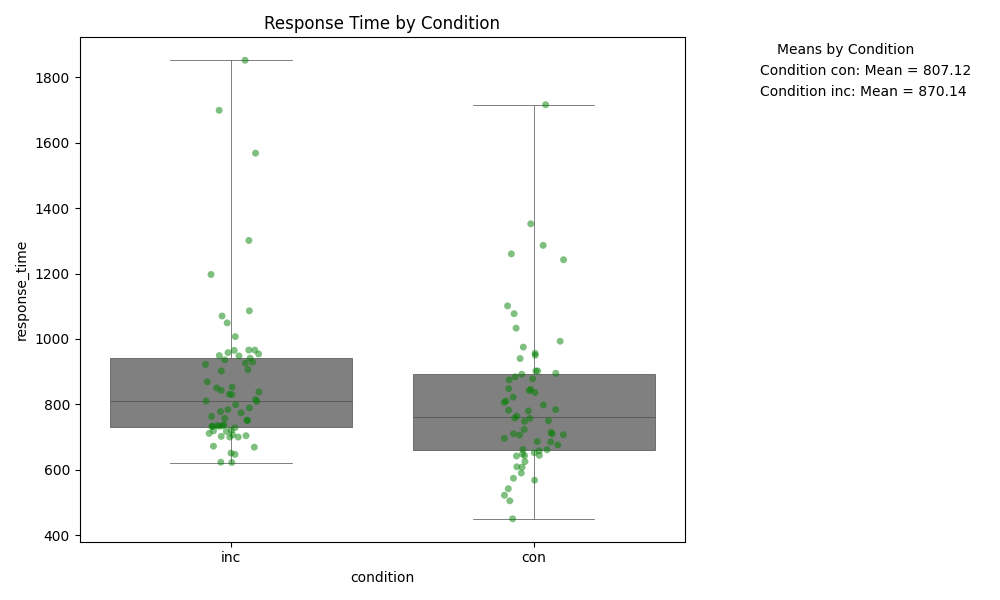 Response Time by Condition
Means by Condition
Condition con: Mean = 807.12
Condition inc: Mean = 870.14
response_time
1800
1600
1400
1200
1000
800
600
400
inc con
condition